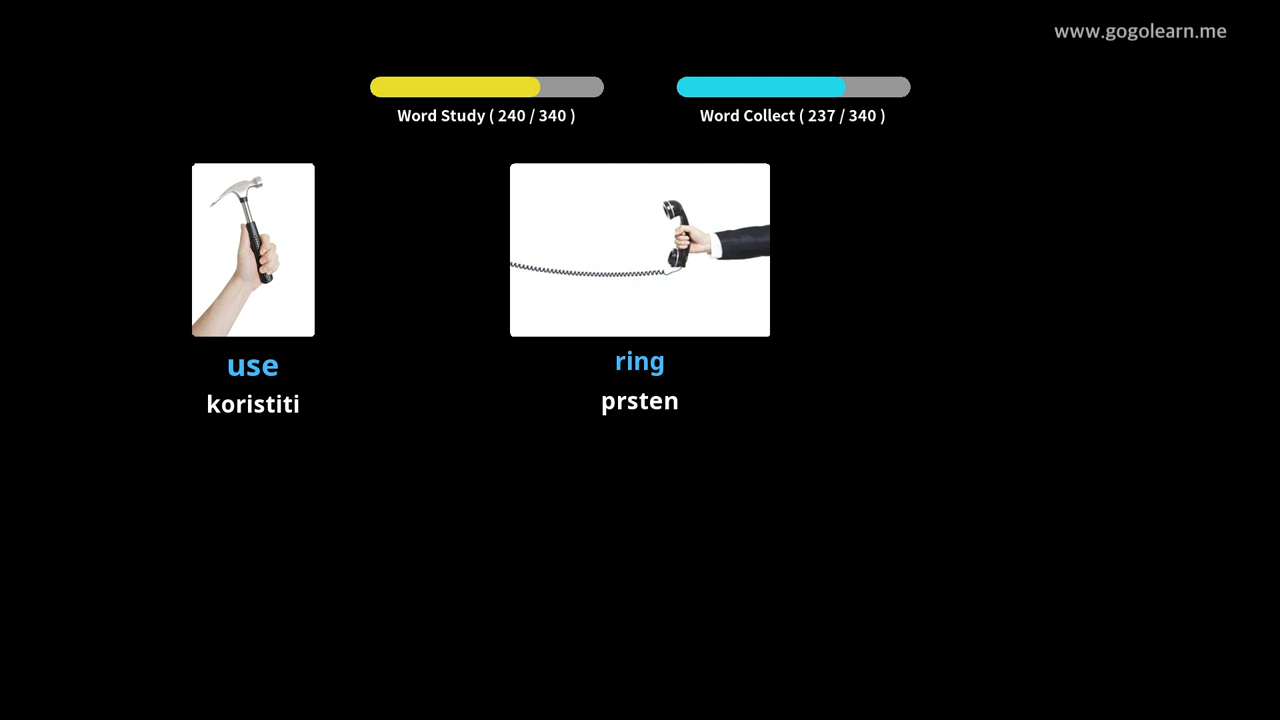 www.gogolearn.me
Word Study ( 240 / 340 )
Word Collect ( 237 / 340 )
use
koristiti
ring
prsten